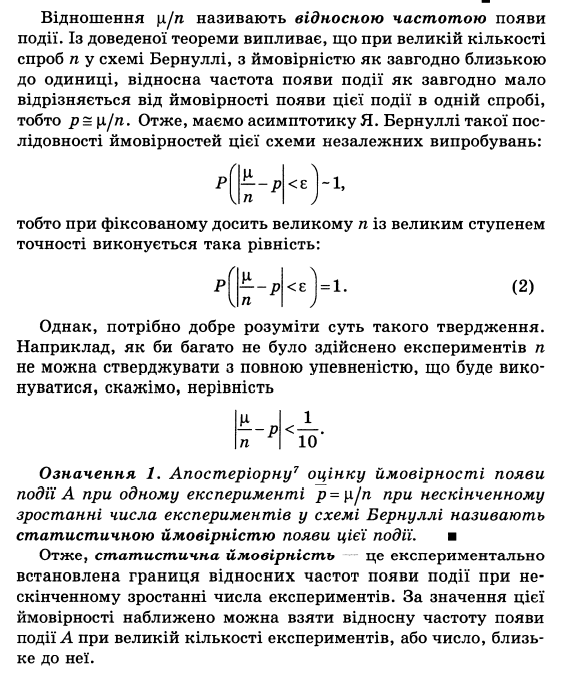 Відношення μ/n називають відносною частотою появи
події. Із доведеної теореми випливає, що при великій кількості
спроб n у схемі Бернуллі, з ймовірністю як завгодно близькою
до одиниці, відносна частота появи події як завгодно мало
відрізняється від ймовірності появи цієї події в одній спробі,
тобто p ≅ μ/n. Отже, маємо асимптотику Я. Бернуллі такої пос-
лідовності ймовірностей цієї схеми незалежних випробувань:
P(|μ/n − p| < ε) ~ 1,
тобто при фіксованому досить великому n із великим ступенем
точності виконується така рівність:
P(|μ/n − p| < ε) = 1. (2)
Однак, потрібно добре розуміти суть такого твердження.
Наприклад, як би багато не було здійснено експериментів n
не можна стверджувати з повною упевненістю, що буде вико-
нуватися, скажімо, нерівність
|μ/n − p| < 1/10.
Означення 1. Апостеріорну⁷ оцінку ймовірності появи
події A при одному експерименті p̅ = μ/n при нескінченному
зростанні числа експериментів у схемі Бернуллі називають
статистичною ймовірністю появи цієї події. ■
Отже, статистична ймовірність — це експериментально
встановлена границя відносних частот появи події при не-
скінченному зростанні числа експериментів. За значення цієї
ймовірності наближено можна взяти відносну частоту появи
події A при великій кількості експериментів, або число, близь-
ке до неї.